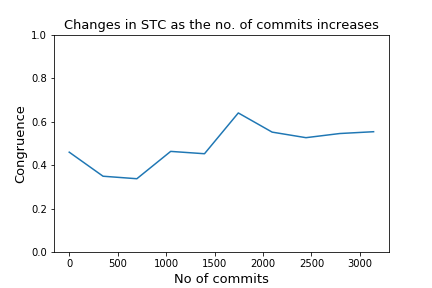 Changes in STC as the no. of commits increases
1.0
0.8
0.6
0.4
0.2
0.0
Congruence
0 500 1000 1500 2000 2500 3000
No of commits